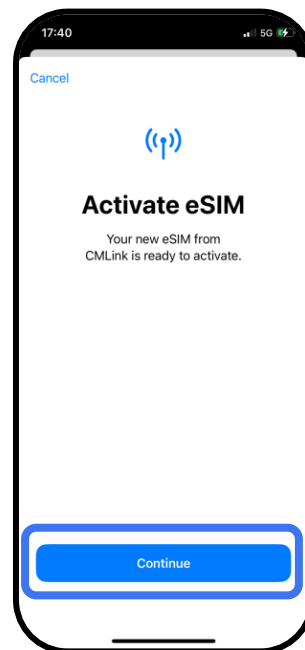 17:40
5G
Cancel
Activate eSIM
Your new eSIM from
CMLink is ready to activate.
Continue